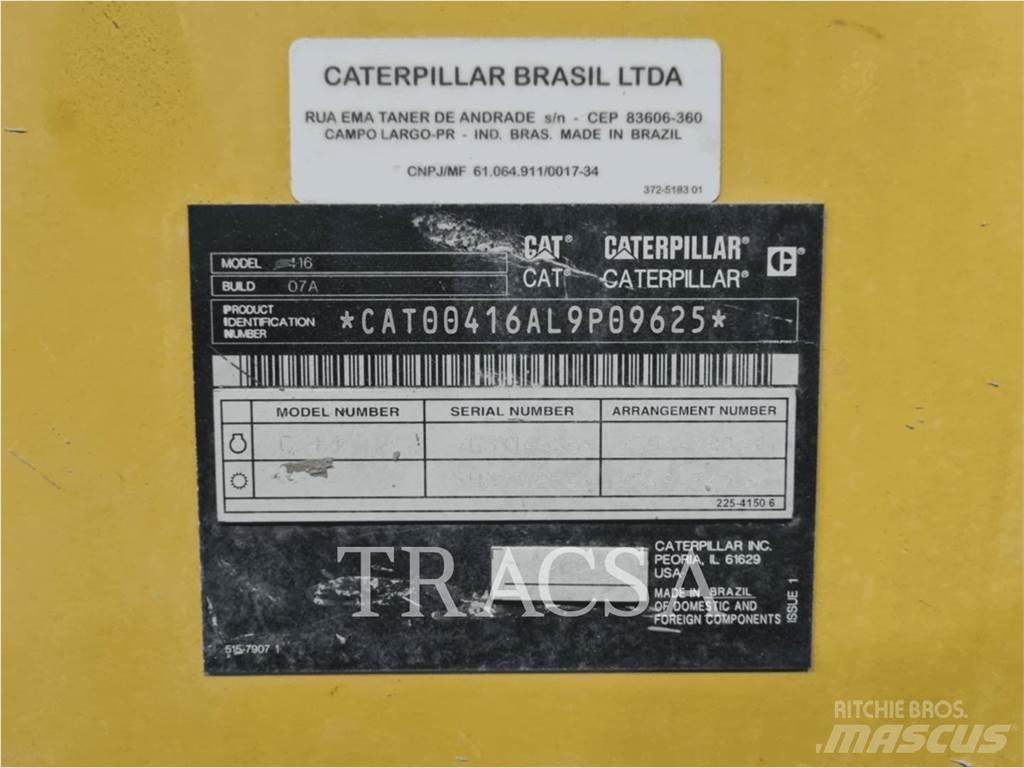 CATERPILLAR BRASIL LTDA
RUA EMA TANER DE ANDRADE s/n - CEP 83606-360
CAMPO LARGO-PR - IND. BRAS. MADE IN BRAZIL
CNPJ/MF 61.064.911/0017-34
372-5183 01
CAT® CATERPILLAR®
MODEL 416
CAT® CATERPILLAR®
BUILD 07A
PRODUCT
IDENTIFICATION
NUMBER
*CAT00416AL9P09625*
MODEL NUMBER SERIAL NUMBER ARRANGEMENT NUMBER
225-4150 6
CATERPILLAR INC.
PEORIA, IL 61629
USA
MADE IN BRAZIL
OF DOMESTIC AND
FOREIGN COMPONENTS
ISSUE 1
515-7907 1
TRACSA
RITCHIE BROS.
MASCUS